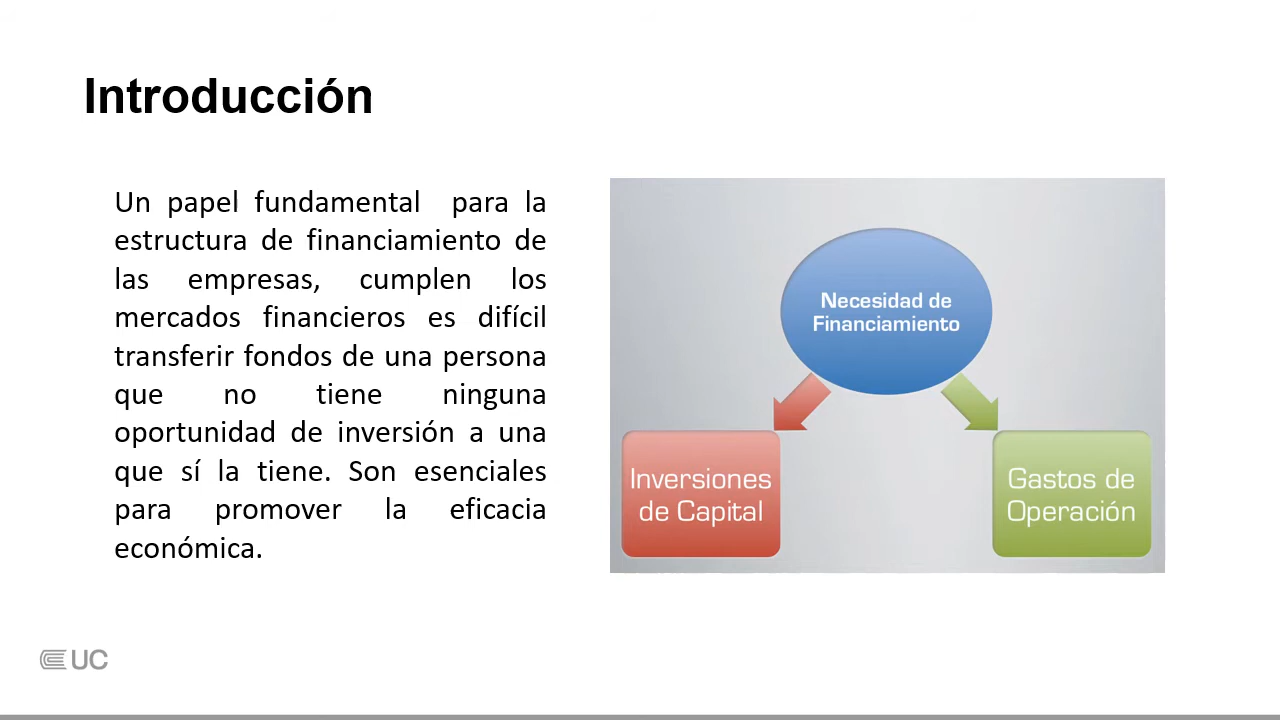 Introducción
Un papel fundamental para la
estructura de financiamiento de
las empresas, cumplen los
mercados financieros es difícil
transferir fondos de una persona
que no tiene ninguna
oportunidad de inversión a una
que sí la tiene. Son esenciales
para promover la eficacia
económica.
Necesidad de
Financiamiento
Inversiones
de Capital
Gastos de
Operación
UC